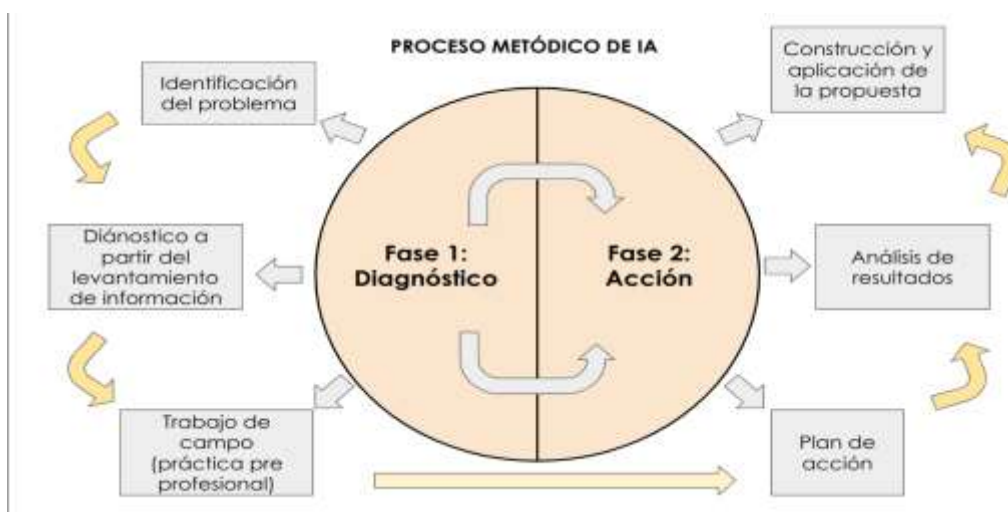 PROCESO METÓDICO DE IA
Identificación
del problema
Diánostico a
partir del
levantamiento
de información
Trabajo de
campo
(práctica pre
profesional)
Fase 1:
Diagnóstico
Fase 2:
Acción
Construcción y
aplicación de
la propuesta
Análisis de
resultados
Plan de
acción